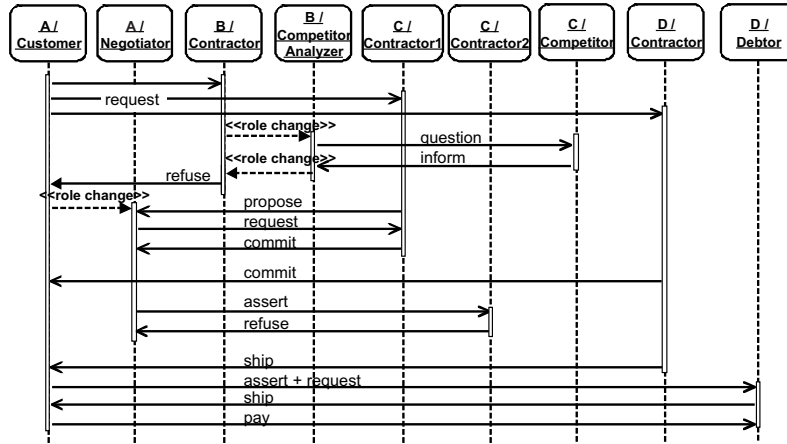 A /
Customer
A /
Negotiator
B /
Contractor
B /
Competitor
Analyzer
C /
Contractor1
C /
Contractor2
C /
Competitor
D /
Contractor
D /
Debtor
request
<<role change>>
question
<<role change>>
inform
refuse
<<role change>>
propose
request
commit
commit
assert
refuse
ship
assert + request
ship
pay